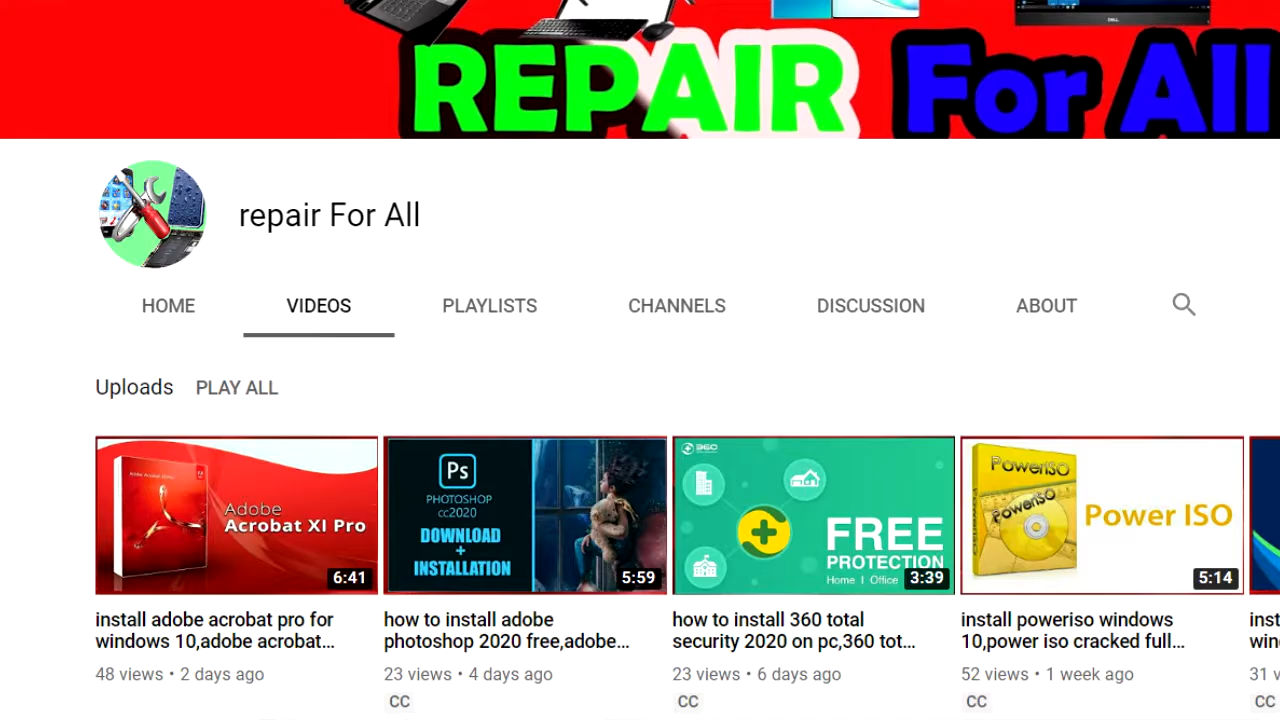 REPAIR For All
repair For All
HOME VIDEOS PLAYLISTS CHANNELS DISCUSSION ABOUT
Uploads PLAY ALL
Adobe
Acrobat XI Pro
6:41
Ps
PHOTOSHOP
cc2020
DOWNLOAD
+
INSTALLATION
5:59
360
FREE
PROTECTION
Home | Office
3:39
PowerISO
PowerISO
Power ISO
5:14
install adobe acrobat pro for
windows 10,adobe acrobat...
48 views • 2 days ago
how to install adobe
photoshop 2020 free,adobe...
23 views • 4 days ago
CC
how to install 360 total
security 2020 on pc,360 tot...
23 views • 6 days ago
CC
install poweriso windows
10,power iso cracked full...
52 views • 1 week ago
CC
31
CC